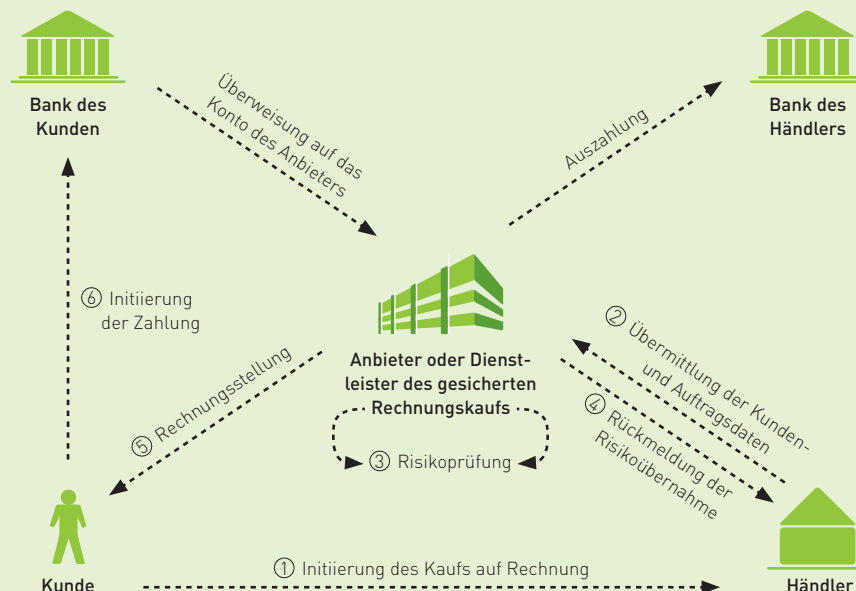 Bank des
Kunden
Bank des
Händlers
Überweisung auf das
Konto des Anbieters
Auszahlung
⑥ Initiierung
der Zahlung
Anbieter oder Dienst-
leister des gesicherten
Rechnungskaufs
② Übermittlung der Kunden-
und Auftragsdaten
④ Rückmeldung der
Risikoübernahme
⑤ Rechnungsstellung
③ Risikoprüfung
① Initiierung des Kaufs auf Rechnung
Kunde
Händler